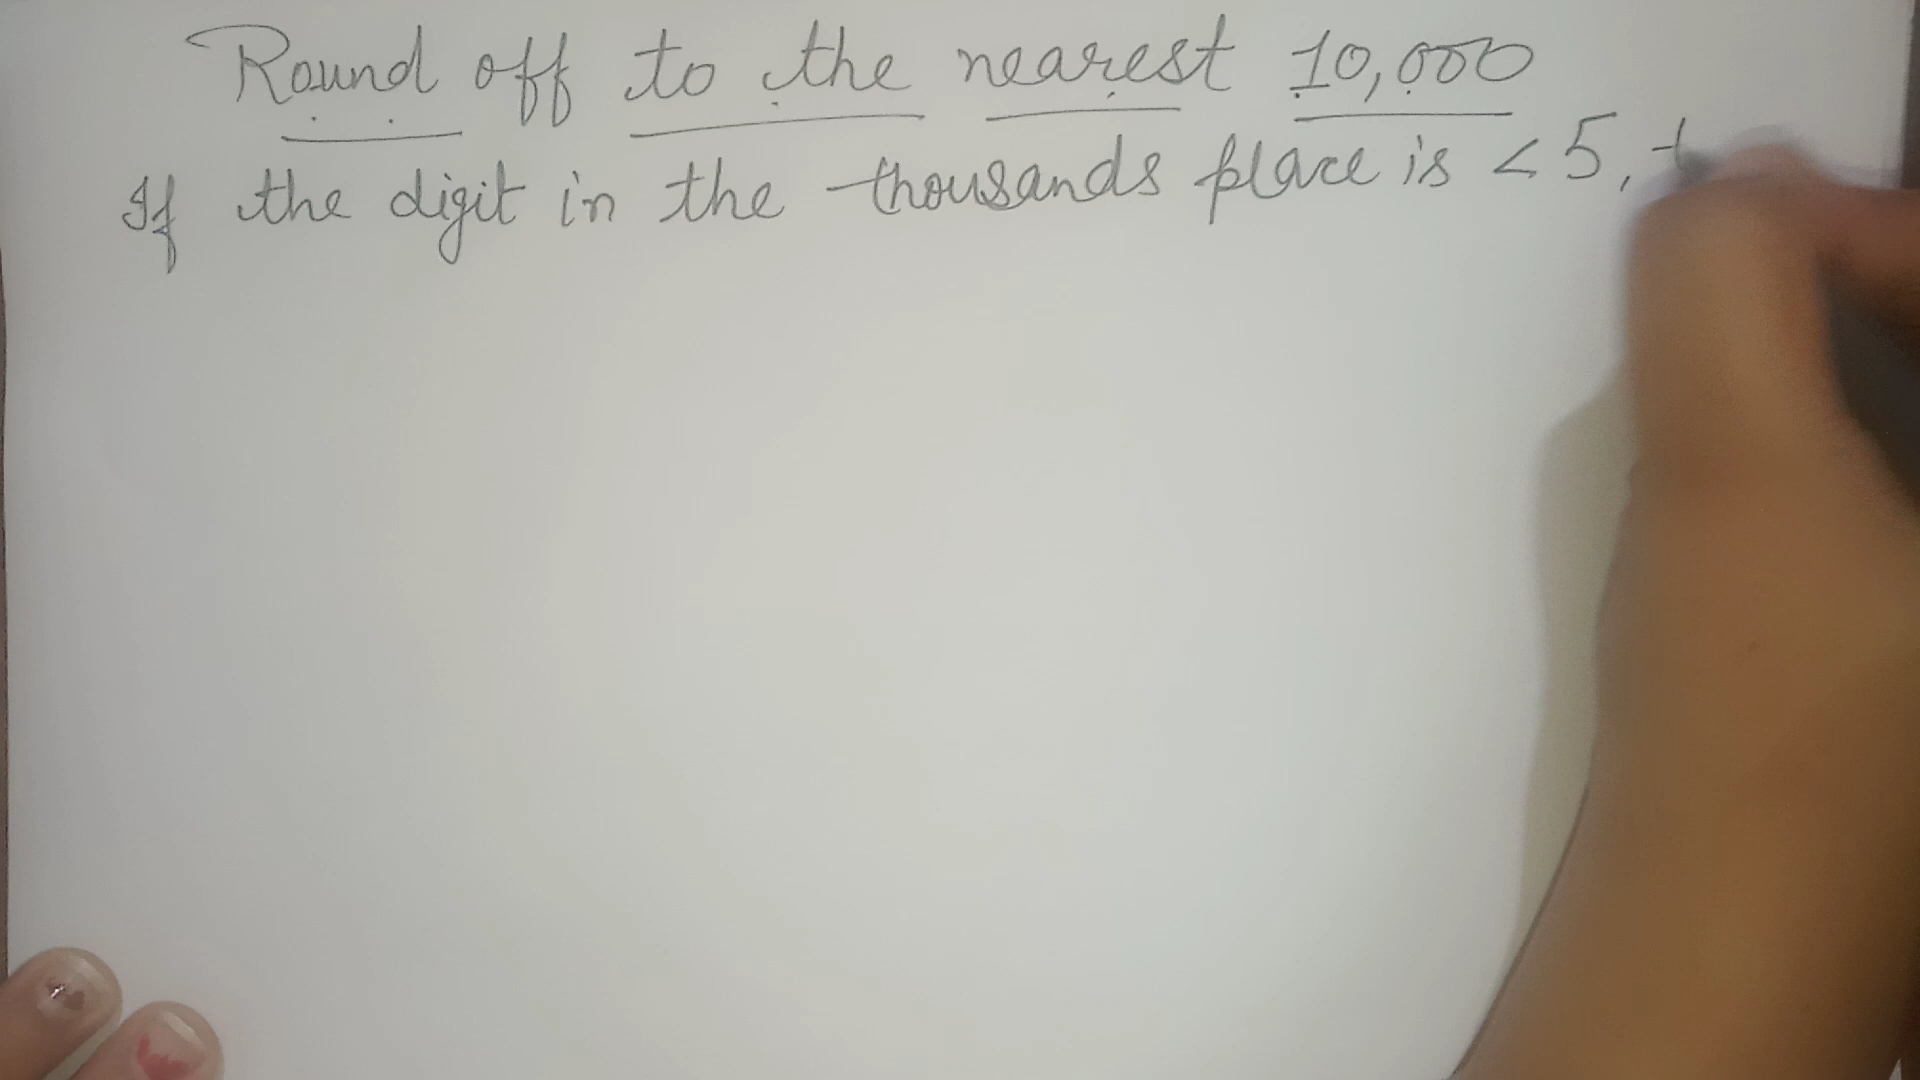 Round off to the nearest 10,000
If the digit in the thousands place is < 5,